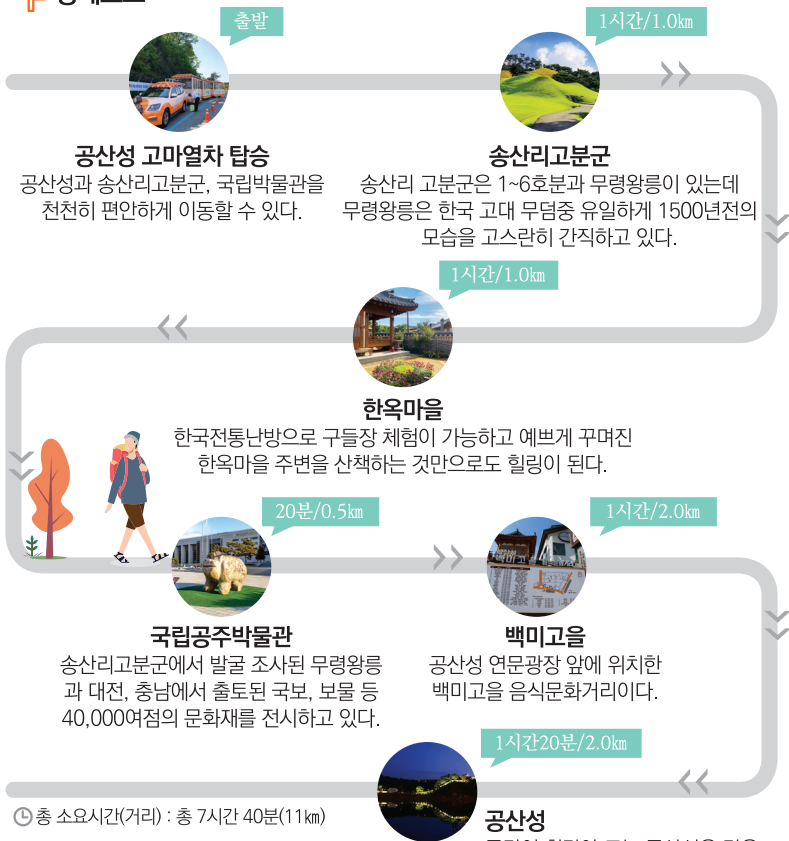 출발
1시간/1.0㎞
공산성 고마열차 탑승
공산성과 송산리고분군, 국립박물관을
천천히 편안하게 이동할 수 있다.
송산리고분군
송산리 고분군은 1~6호분과 무령왕릉이 있는데
무령왕릉은 한국 고대 무덤중 유일하게 1500년전의
모습을 고스란히 간직하고 있다.
1시간/1.0㎞
한옥마을
한국전통난방으로 구들장 체험이 가능하고 예쁘게 꾸며진
한옥마을 주변을 산책하는 것만으로도 힐링이 된다.
20분/0.5㎞
국립공주박물관
송산리고분군에서 발굴 조사된 무령왕릉
과 대전, 충남에서 출토된 국보, 보물 등
40,000여점의 문화재를 전시하고 있다.
1시간/2.0㎞
백미고을
공산성 연문광장 앞에 위치한
백미고을 음식문화거리이다.
1시간20분/2.0㎞
공산성
총 소요시간(거리) : 총 7시간 40분(11㎞)